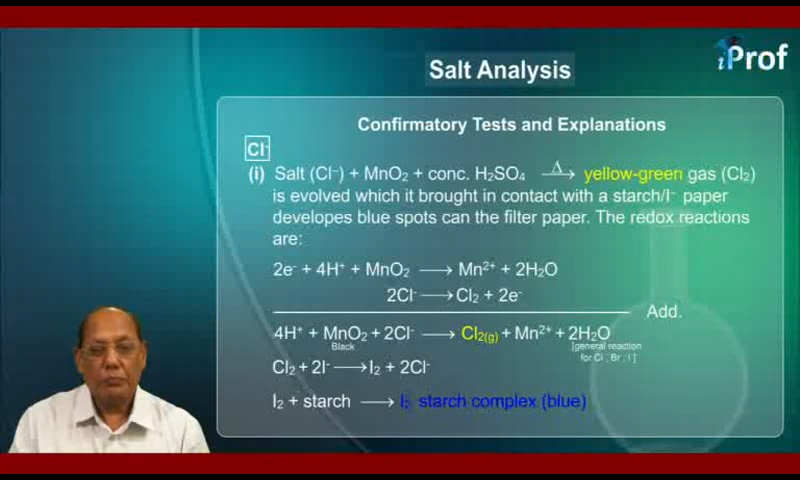 iProf
Salt Analysis
Confirmatory Tests and Explanations
Cl⁻
(i) Salt (Cl⁻) + MnO₂ + conc. H₂SO₄ —Δ→ yellow-green gas (Cl₂)
is evolved which it brought in contact with a starch/I⁻ paper
developes blue spots can the filter paper. The redox reactions
are:
2e⁻ + 4H⁺ + MnO₂ ⟶ Mn²⁺ + 2H₂O
2Cl⁻ ⟶ Cl₂ + 2e⁻
Add.
4H⁺ + MnO₂ + 2Cl⁻ ⟶ Cl₂(g) + Mn²⁺ + 2H₂O
Black
[general reaction
for Cl⁻, Br⁻, I⁻]
Cl₂ + 2I⁻ ⟶ I₂ + 2Cl⁻
I₂ + starch ⟶ I₂ starch complex (blue)